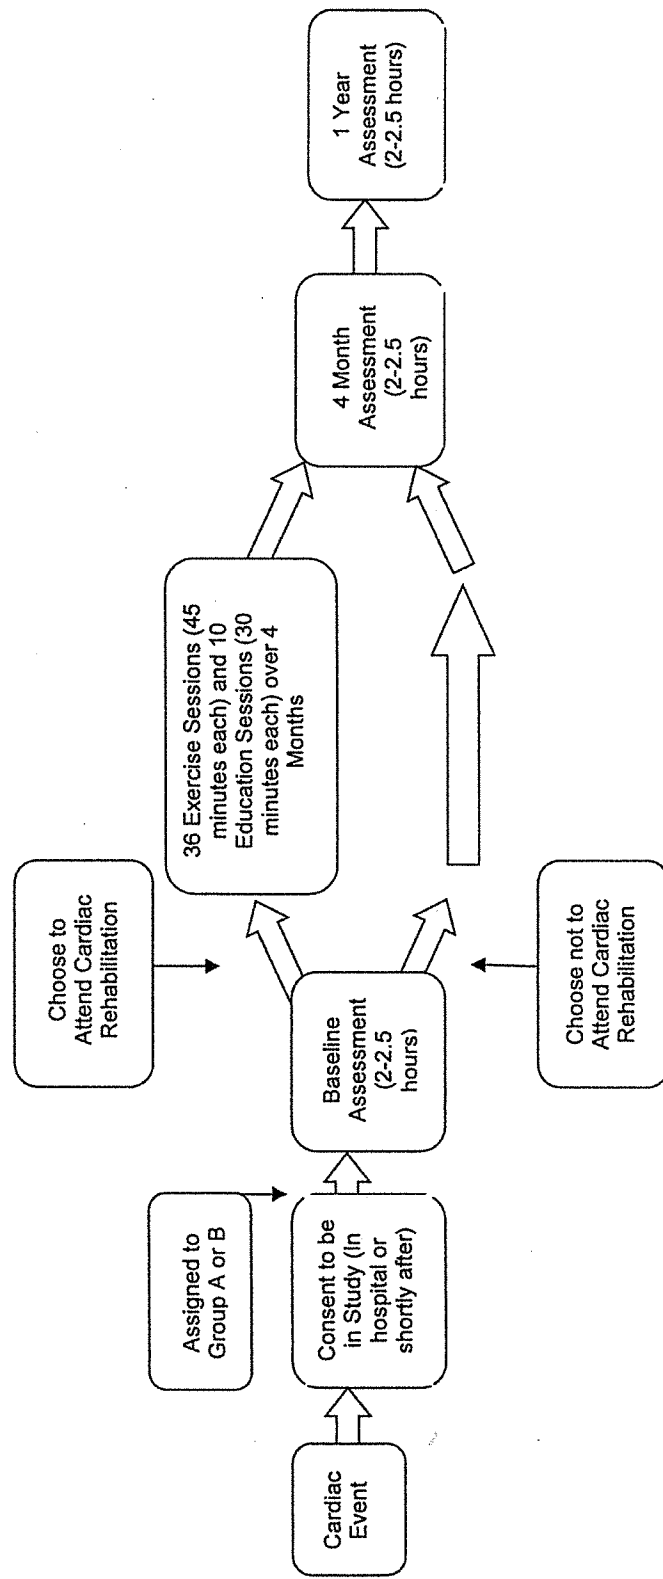 Cardiac
Event
Assigned to
Group A or B
Consent to be
in Study (In
hospital or
shortly after)
Baseline
Assessment
(2-2.5
hours)
Choose to
Attend Cardiac
Rehabilitation
Choose not to
Attend Cardiac
Rehabilitation
36 Exercise Sessions (45
minutes each) and 10
Education Sessions (30
minutes each) over 4
Months
4 Month
Assessment
(2-2.5
hours)
1 Year
Assessment
(2-2.5 hours)